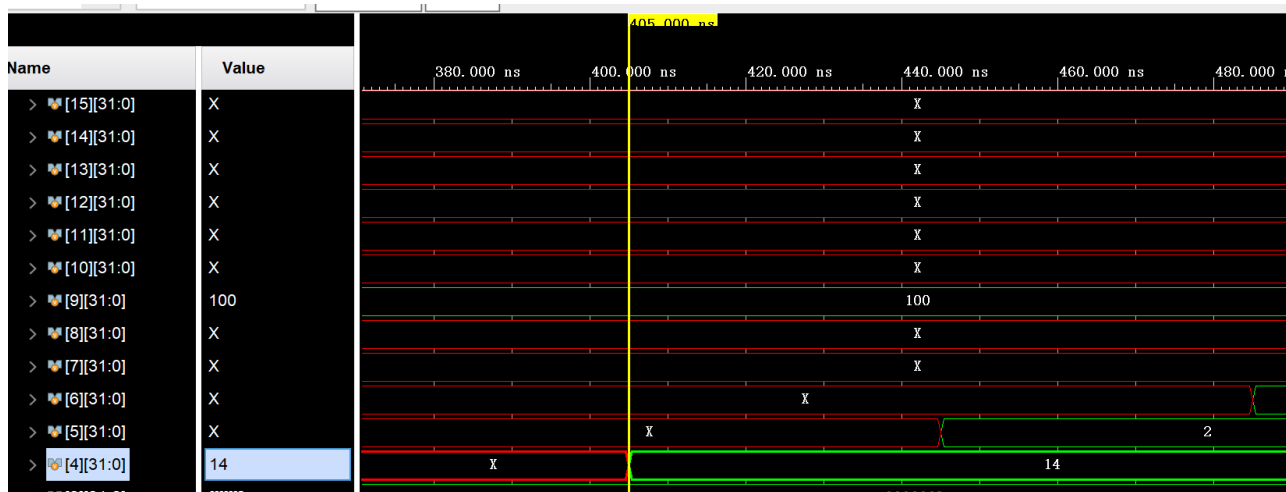 405.000 ns
Name Value
380.000 ns 400.000 ns 420.000 ns 440.000 ns 460.000 ns 480.000
[15][31:0] X X
[14][31:0] X X
[13][31:0] X X
[12][31:0] X X
[11][31:0] X X
[10][31:0] X X
[9][31:0] 100 100
[8][31:0] X X
[7][31:0] X X
[6][31:0] X X
[5][31:0] X X 2
[4][31:0] 14 X 14